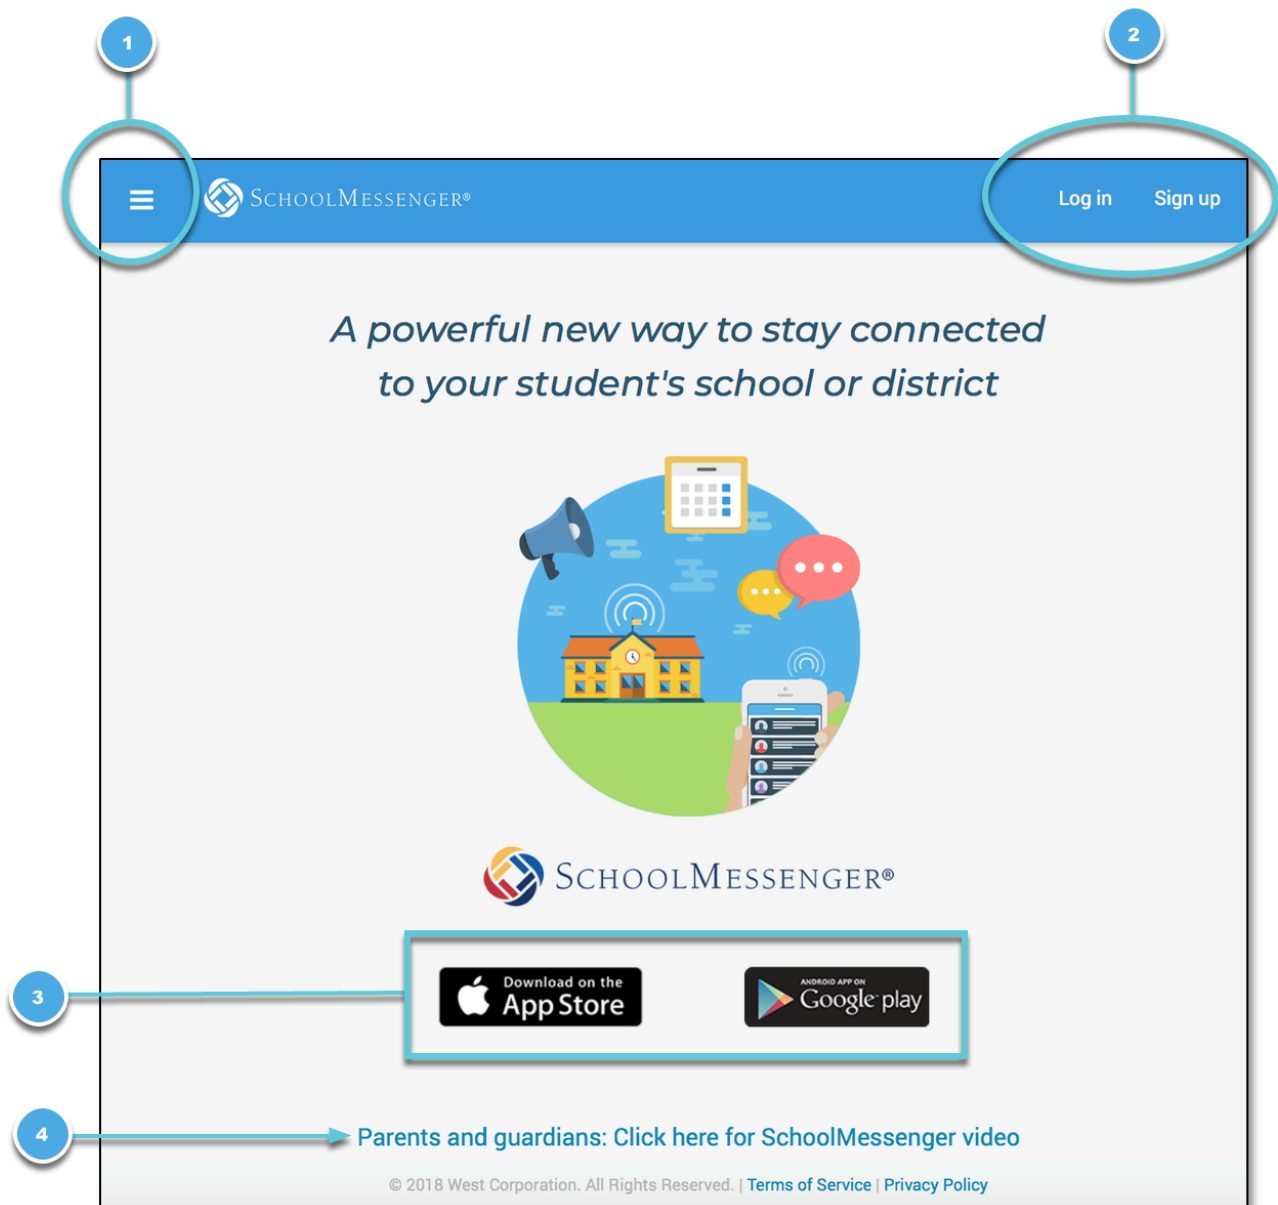 1
2
SCHOOLMESSENGER®
Log in Sign up
A powerful new way to stay connected
to your student's school or district
SCHOOLMESSENGER®
3
Download on the
App Store
ANDROID APP ON
Google play
4
Parents and guardians: Click here for SchoolMessenger video
© 2018 West Corporation. All Rights Reserved. | Terms of Service | Privacy Policy